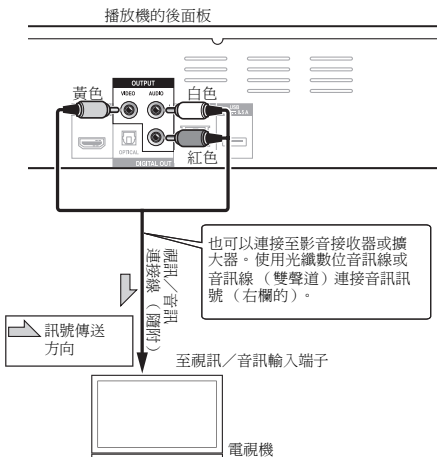 播放機的後面板
OUTPUT
黃色
VIDEO
AUDIO
白色
USB
OPTICAL
紅色
DIGITAL OUT
也可以連接至影音接收器或擴
大器。使用光纖數位音訊線或
音訊線（雙聲道）連接音訊訊
號（右欄的）。
視訊／音訊
連接線（隨附）
訊號傳送
方向
至視訊／音訊輸入端子
電視機